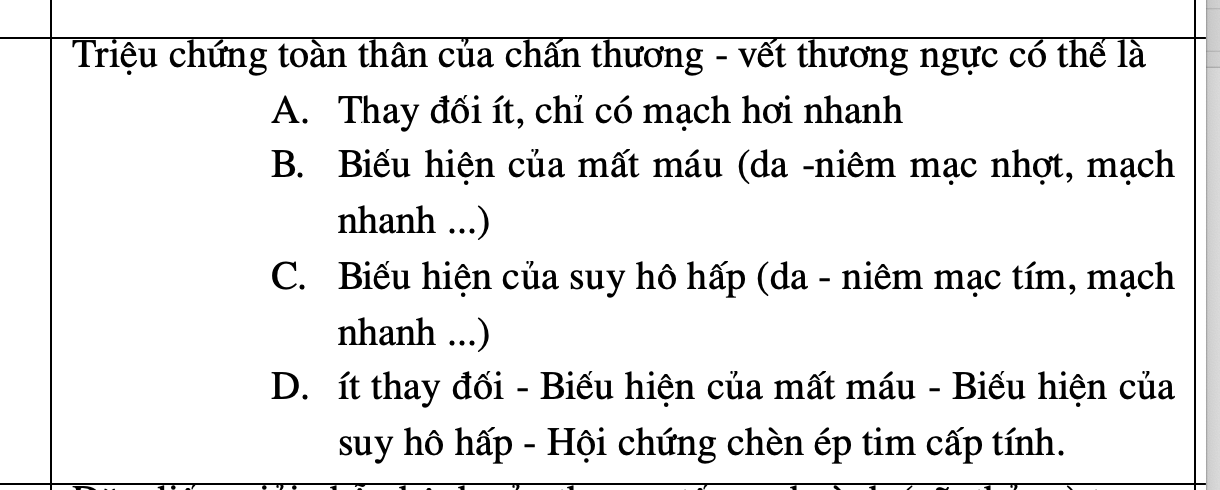 Triệu chứng toàn thân của chấn thương - vết thương ngực có thể là
A. Thay đổi ít, chỉ có mạch hơi nhanh
B. Biểu hiện của mất máu (da -niêm mạc nhợt, mạch
nhanh ...)
C. Biểu hiện của suy hô hấp (da - niêm mạc tím, mạch
nhanh ...)
D. ít thay đổi - Biểu hiện của mất máu - Biểu hiện của
suy hô hấp - Hội chứng chèn ép tim cấp tính.